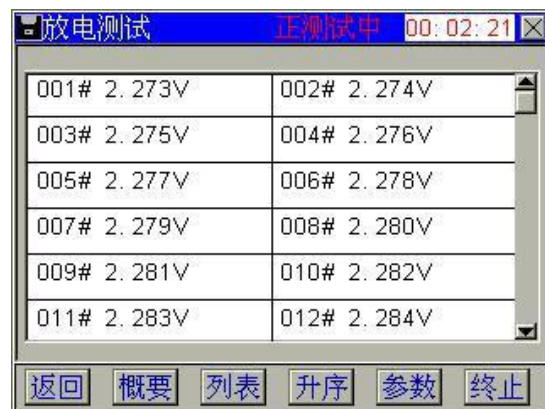 放电测试 正测试中 00:02:21
001# 2.273V 002# 2.274V
003# 2.275V 004# 2.276V
005# 2.277V 006# 2.278V
007# 2.279V 008# 2.280V
009# 2.281V 010# 2.282V
011# 2.283V 012# 2.284V
返回 概要 列表 升序 参数 终止